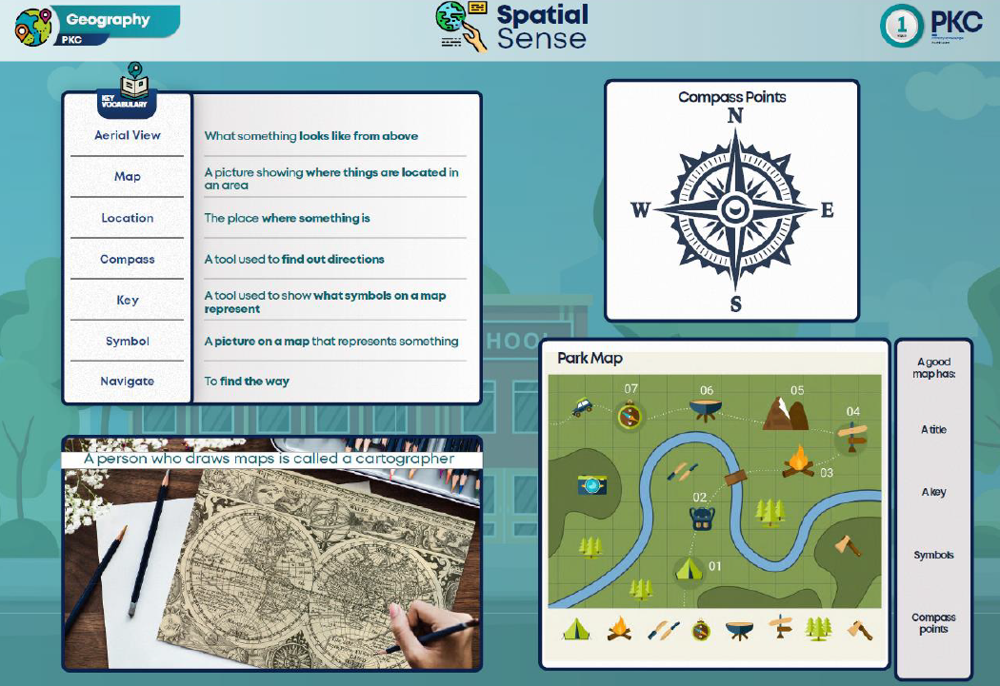 Geography
PKC
Spatial
Sense
1
YEAR
PKC
KEY
VOCABULARY
Aerial View
What something looks like from above
Map
A picture showing where things are located in
an area
Location
The place where something is
Compass
A tool used to find out directions
Key
A tool used to show what symbols on a map
represent
Symbol
A picture on a map that represents something
Navigate
To find the way
Compass Points
N
W
E
S
HOOL
A person who draws maps is called a cartographer
Park Map
07
06
05
04
03
02
01
A good
map has:
A title
A key
Symbols
Compass
points